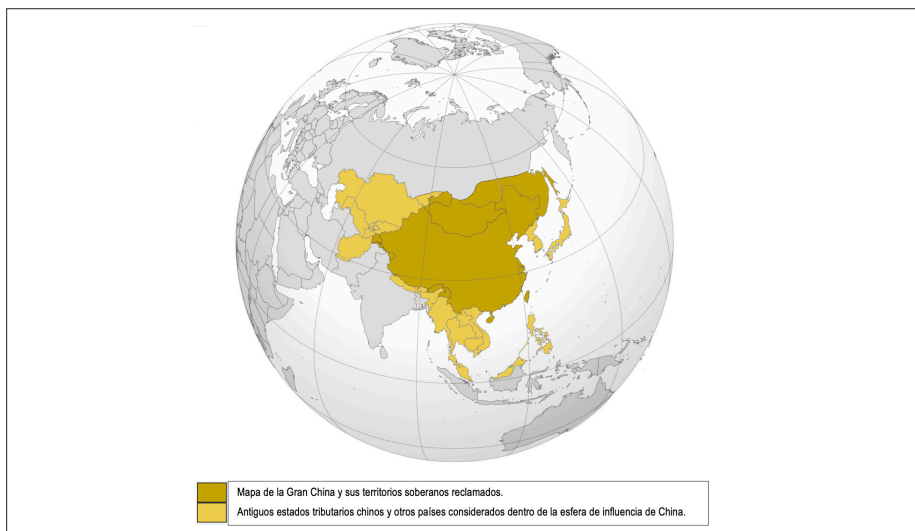 Mapa de la Gran China y sus territorios soberanos reclamados.
Antiguos estados tributarios chinos y otros países considerados dentro de la esfera de influencia de China.